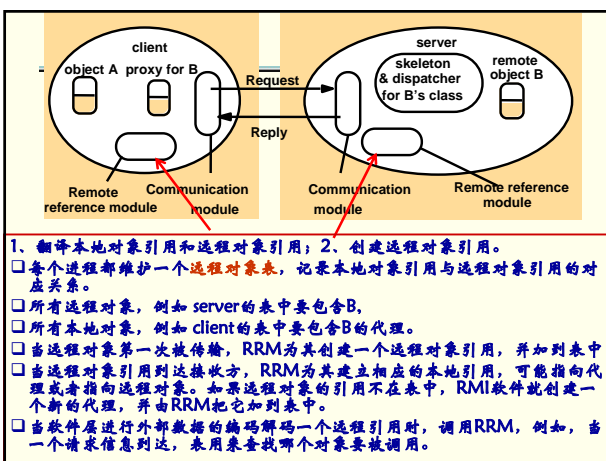 client
object A proxy for B
Request
Reply
server
skeleton
& dispatcher
for B's class
remote
object B
Remote
reference module
Communication
module
Communication
module
Remote reference
module
1、翻译本地对象引用和远程对象引用；2、创建远程对象引用。
□每个进程都维护一个远程对象表，记录本地对象引用与远程对象引用的对
应关系。
□所有远程对象，例如 server的表中要包含B,
□所有本地对象，例如 client的表中要包含B的代理。
□当远程对象第一次被传输，RRM为其创建一个远程对象引用，并加到表中
□当远程对象引用到达接收方，RRM为其建立相应的本地引用，可能指向代
理或者指向远程对象。如果远程对象的引用不在表中，RMI软件就创建一
个新的代理，并由RRM把它加到表中。
□当软件层进行外部数据的编码解码一个远程引用时，调用RRM，例如，当
一个请求信息到达，表用来查找哪个对象要被调用。